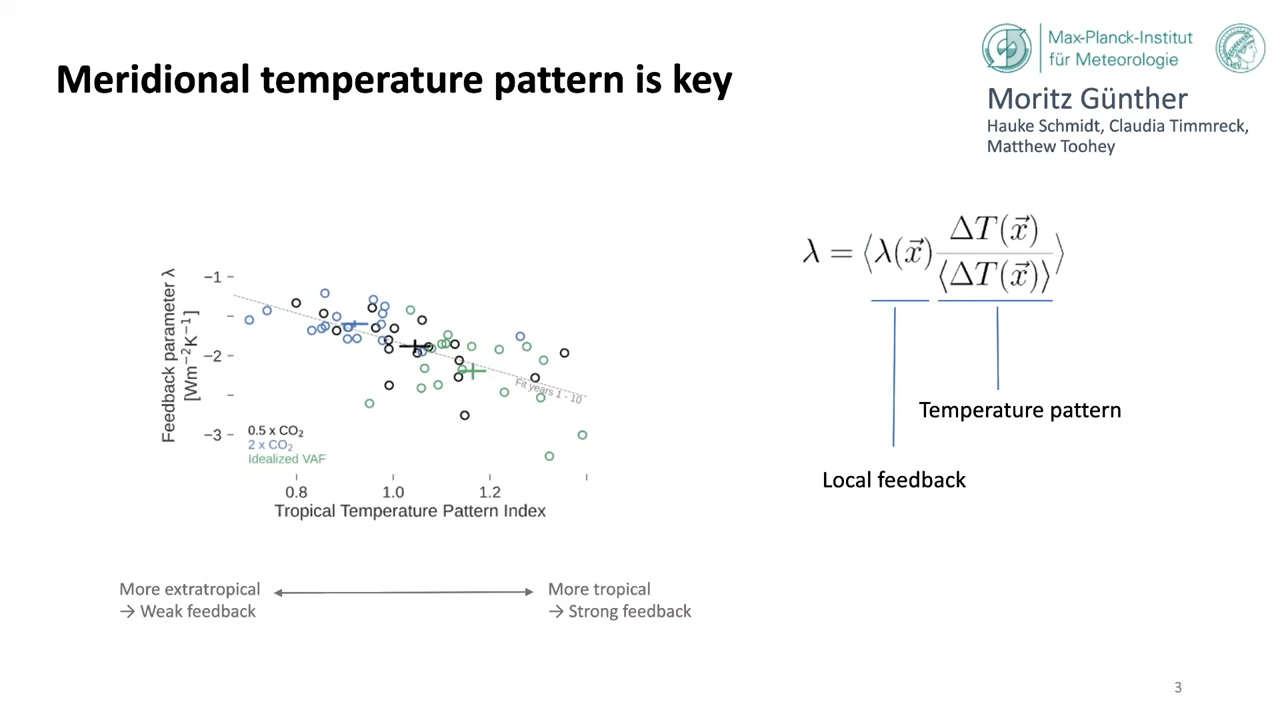 Meridional temperature pattern is key
Max-Planck-Institut
für Meteorologie
Moritz Günther
Hauke Schmidt, Claudia Timmreck,
Matthew Toohey
λ = ⟨λ(x⃗) ΔT(x⃗) / ⟨ΔT(x⃗)⟩⟩
Temperature pattern
Local feedback
Feedback parameter λ
[Wm⁻²K⁻¹]
−1
−2
−3
Fit years 1 - 10
0.5 x CO₂
2 x CO₂
Idealized VAF
0.8 1.0 1.2
Tropical Temperature Pattern Index
More extratropical
→ Weak feedback
More tropical
→ Strong feedback
3